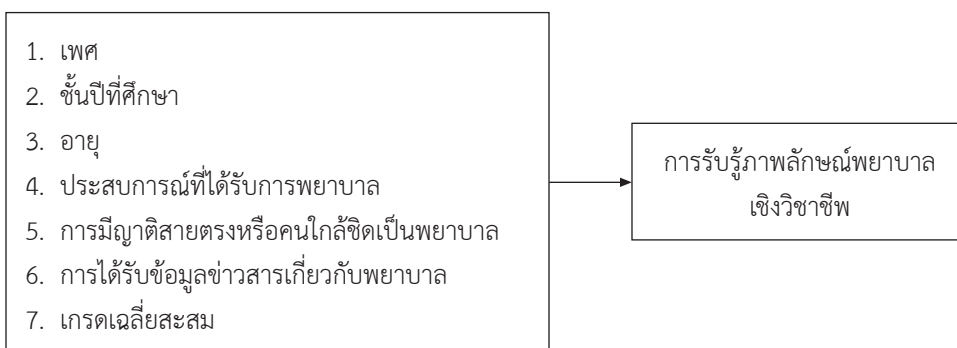 1. เพศ
2. ชั้นปีที่ศึกษา
3. อายุ
4. ประสบการณ์ที่ได้รับการพยาบาล
5. การมีญาติสายตรงหรือคนใกล้ชิดเป็นพยาบาล
6. การได้รับข้อมูลข่าวสารเกี่ยวกับพยาบาล
7. เกรดเฉลี่ยสะสม
การรับรู้ภาพลักษณ์พยาบาล
เชิงวิชาชีพ